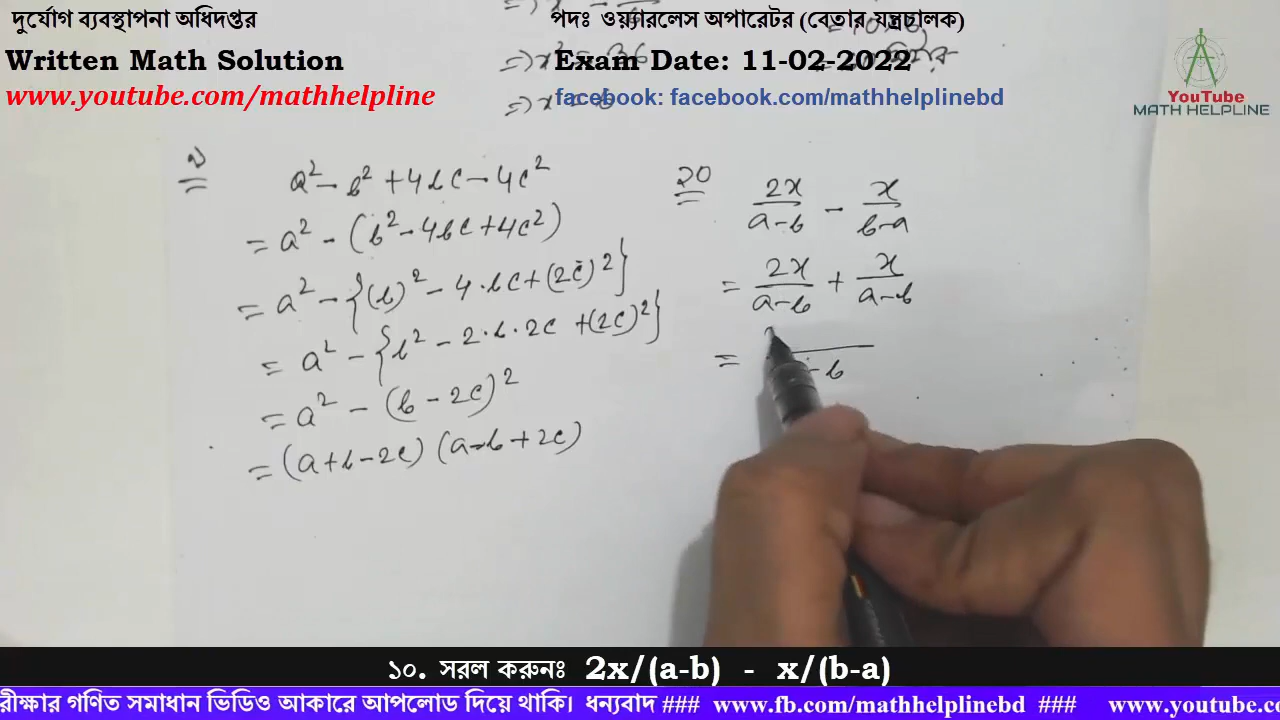 দুর্যোগ ব্যবস্থাপনা অধিদপ্তর
পদঃ ওয়্যারলেস অপারেটর (বেতার যন্ত্রচালক)
Written Math Solution
Exam Date: 11-02-2022
www.youtube.com/mathhelpline
facebook: facebook.com/mathhelplinebd
YouTube
MATH HELPLINE
a² - b² + 4bc - 4c²
= a² - (b² - 4bc + 4c²)
= a² - {(b)² - 4·bc + (2c)²}
= a² - {b² - 2·b·2c + (2c)²}
= a² - (b - 2c)²
= (a+b-2c) (a-b+2c)
১০
2x/(a-b) - x/(b-a)
= 2x/(a-b) + x/(a-b)
=
১০. সরল করুনঃ 2x/(a-b) - x/(b-a)
রীক্ষার গণিত সমাধান ভিডিও আকারে আপলোড দিয়ে থাকি। ধন্যবাদ ### www.fb.com/mathhelplinebd ### www.youtube.c